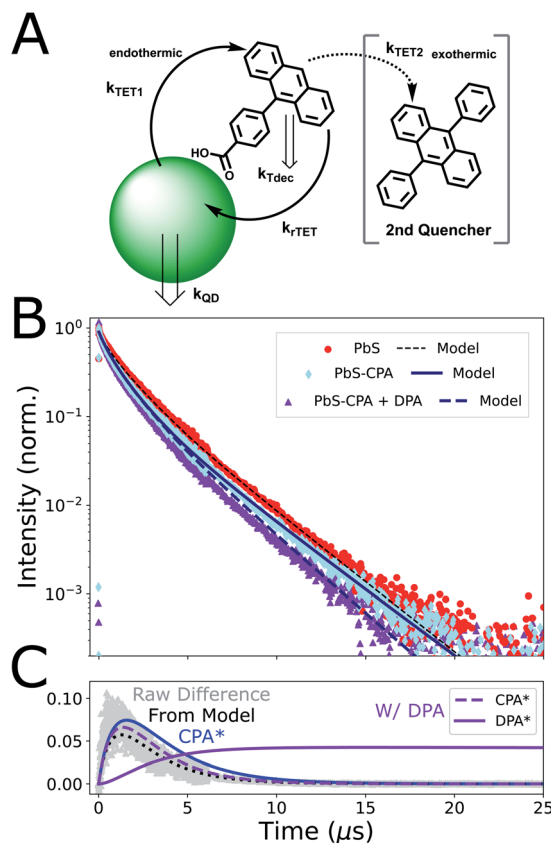 A
endothermic
kTET1
kTET2 exothermic
HO
O
kTdec
krTET
2nd Quencher
kQD
B
PbS Model
PbS-CPA Model
PbS-CPA + DPA Model
Intensity (norm.)
10⁰
10⁻¹
10⁻²
10⁻³
C
Raw Difference
From Model
CPA*
W/ DPA
CPA*
DPA*
0.10
0.05
0.00
0 5 10 15 20 25
Time (μs)